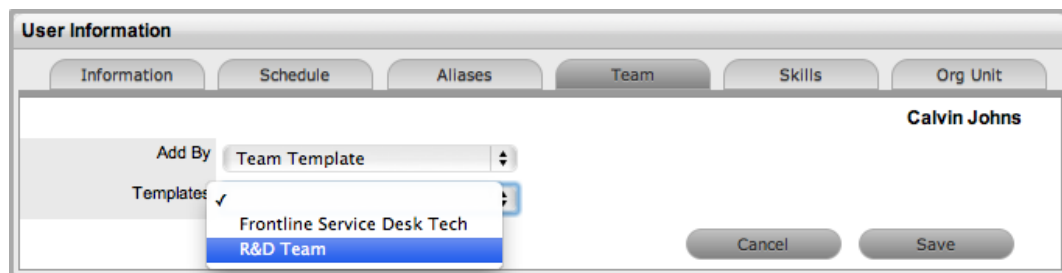 User Information
Information Schedule Aliases Team Skills Org Unit
Calvin Johns
Add By Team Template
Templates
Frontline Service Desk Tech
R&D Team
Cancel Save